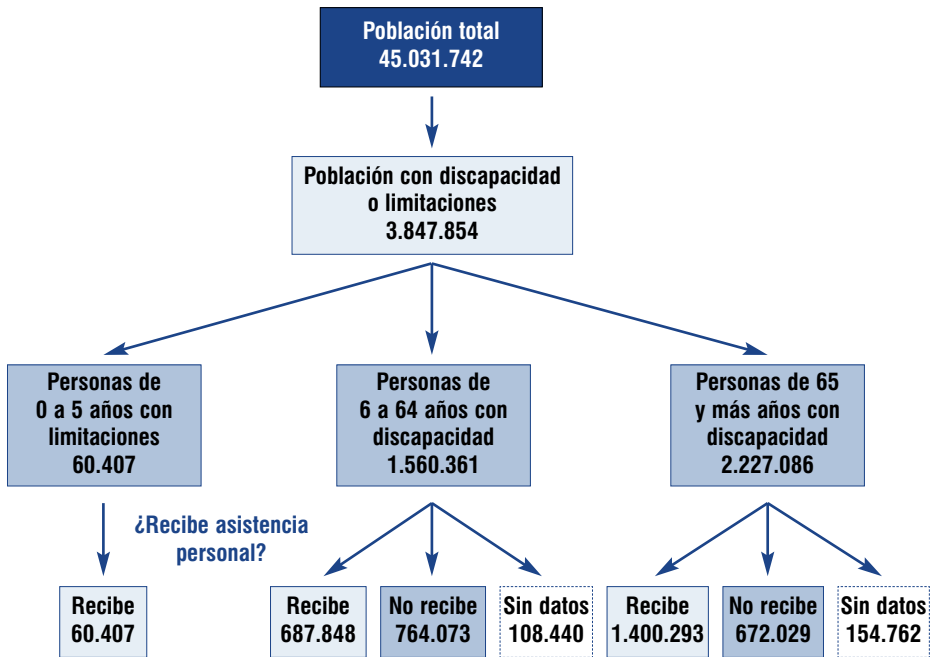 Población total
45.031.742
Población con discapacidad
o limitaciones
3.847.854
Personas de
0 a 5 años con
limitaciones
60.407
Personas de
6 a 64 años con
discapacidad
1.560.361
Personas de 65
y más años con
discapacidad
2.227.086
¿Recibe asistencia
personal?
Recibe
60.407
Recibe
687.848
No recibe
764.073
Sin datos
108.440
Recibe
1.400.293
No recibe
672.029
Sin datos
154.762